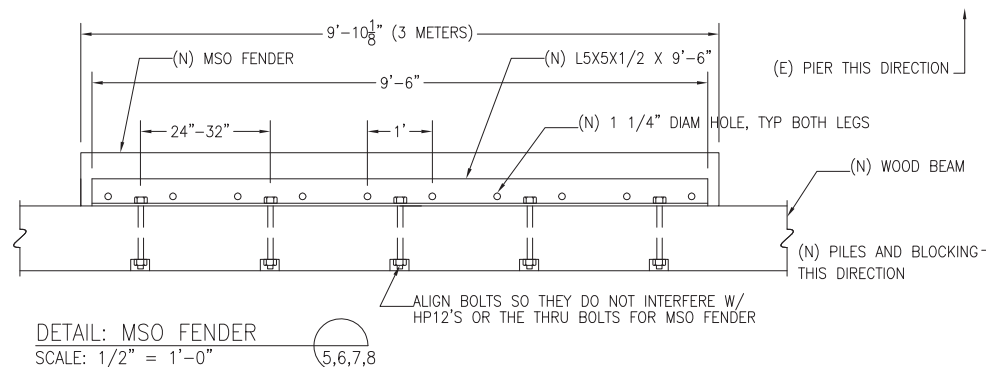 9'-10 1/8" (3 METERS)
(N) MSO FENDER
(N) L5X5X1/2 X 9'-6"
9'-6"
(E) PIER THIS DIRECTION
24"-32"
1'
(N) 1 1/4" DIAM HOLE, TYP BOTH LEGS
(N) WOOD BEAM
(N) PILES AND BLOCKING
THIS DIRECTION
ALIGN BOLTS SO THEY DO NOT INTERFERE W/
HP12'S OR THE THRU BOLTS FOR MSO FENDER
DETAIL: MSO FENDER
SCALE: 1/2" = 1'-0"
5,6,7,8